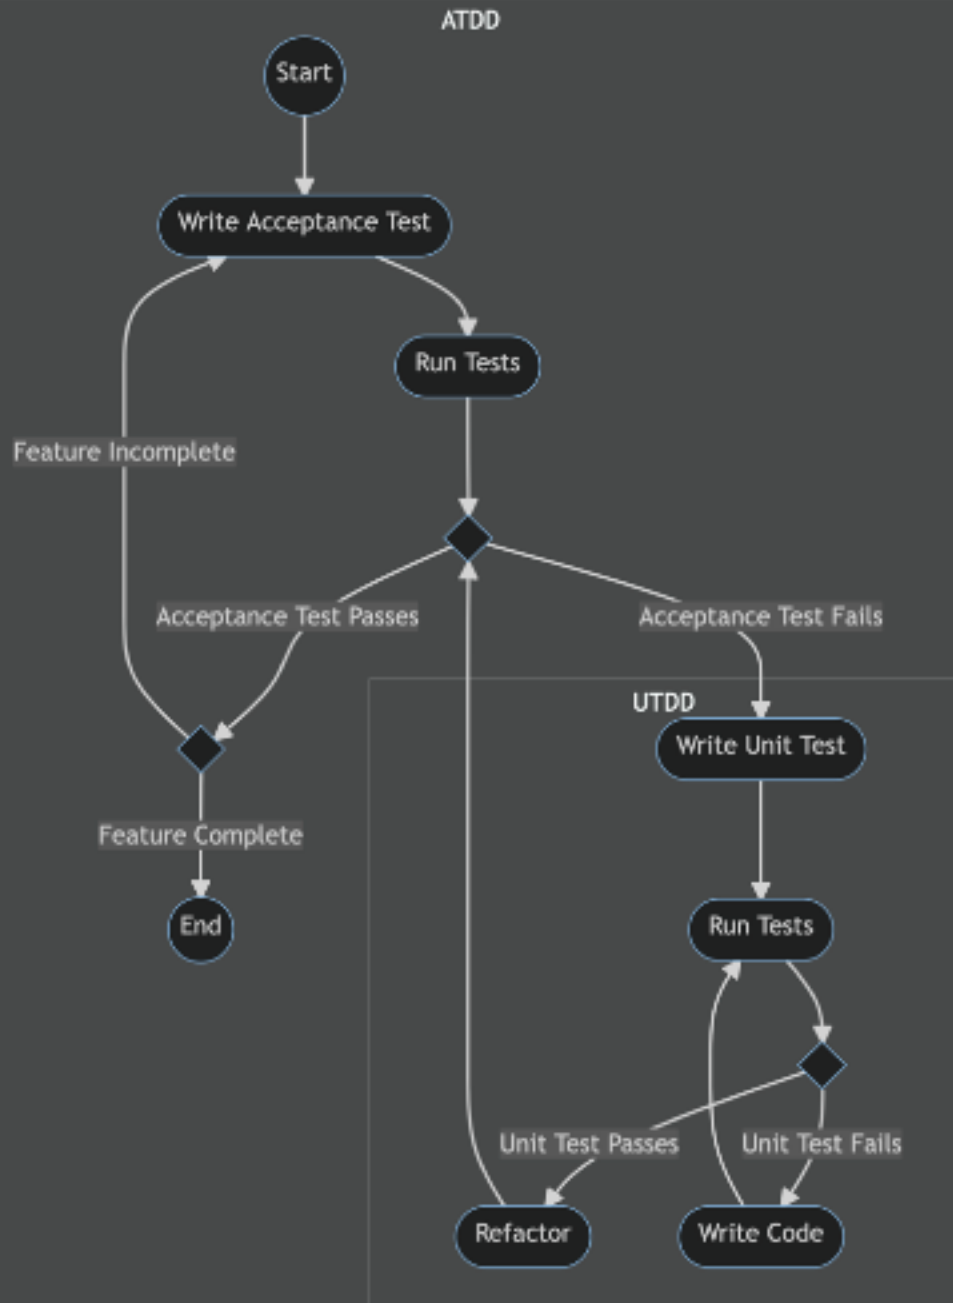 ATDD
Start
Write Acceptance Test
Run Tests
Feature Incomplete
Acceptance Test Passes
Acceptance Test Fails
UTDD
Write Unit Test
Feature Complete
End
Run Tests
Unit Test Passes
Unit Test Fails
Refactor
Write Code